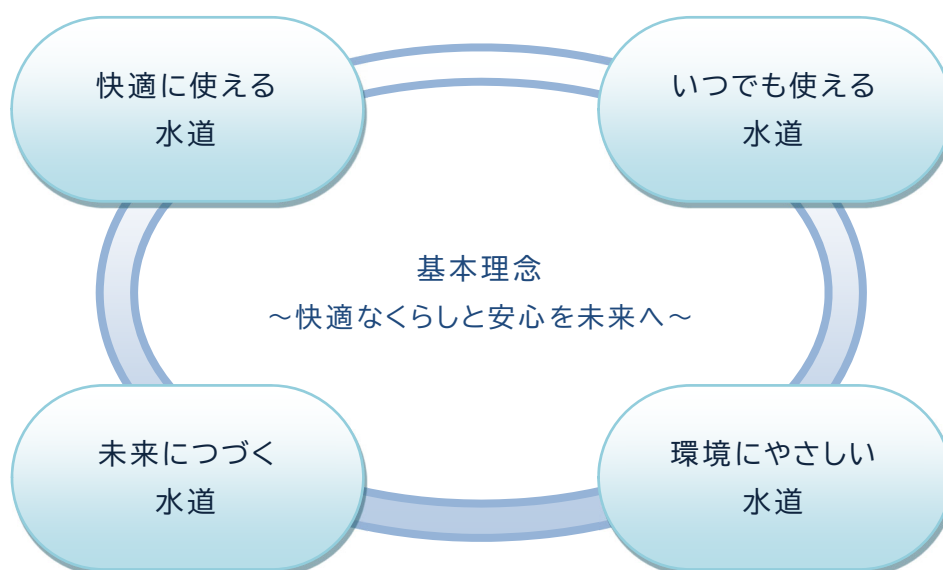 快適に使える
水道
いつでも使える
水道
基本理念
～快適なくらしと安心を未来へ～
未来につづく
水道
環境にやさしい
水道